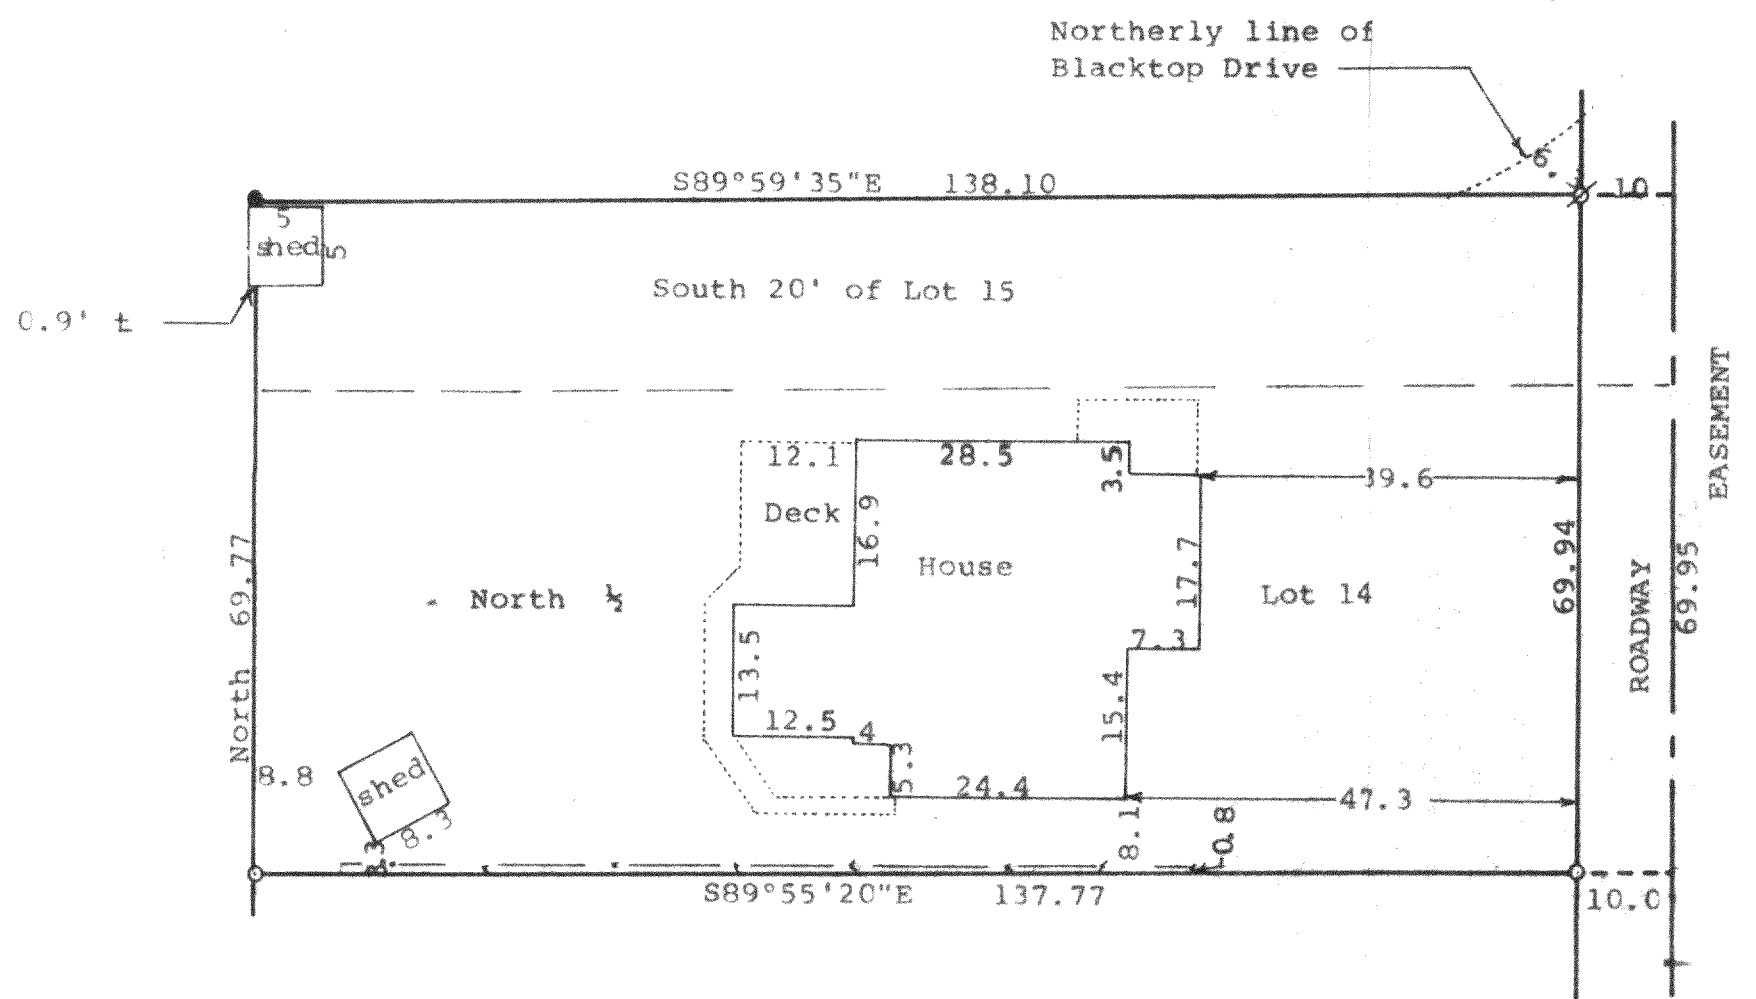 Northerly line of
Blacktop Drive
6.
S89°59'35"E 138.10
10
5
shed
5
South 20' of Lot 15
0.9' ±
EASEMENT
12.1
28.5
3.5
39.6
Deck
16.9
House
17.7
69.94
69.95
North 69.77
North ½
Lot 14
ROADWAY
13.5
7.3
12.5
4
15.4
5.3
8.8
shed
24.4
47.3
8.3
8.1
0.8
S89°55'20"E 137.77
10.0